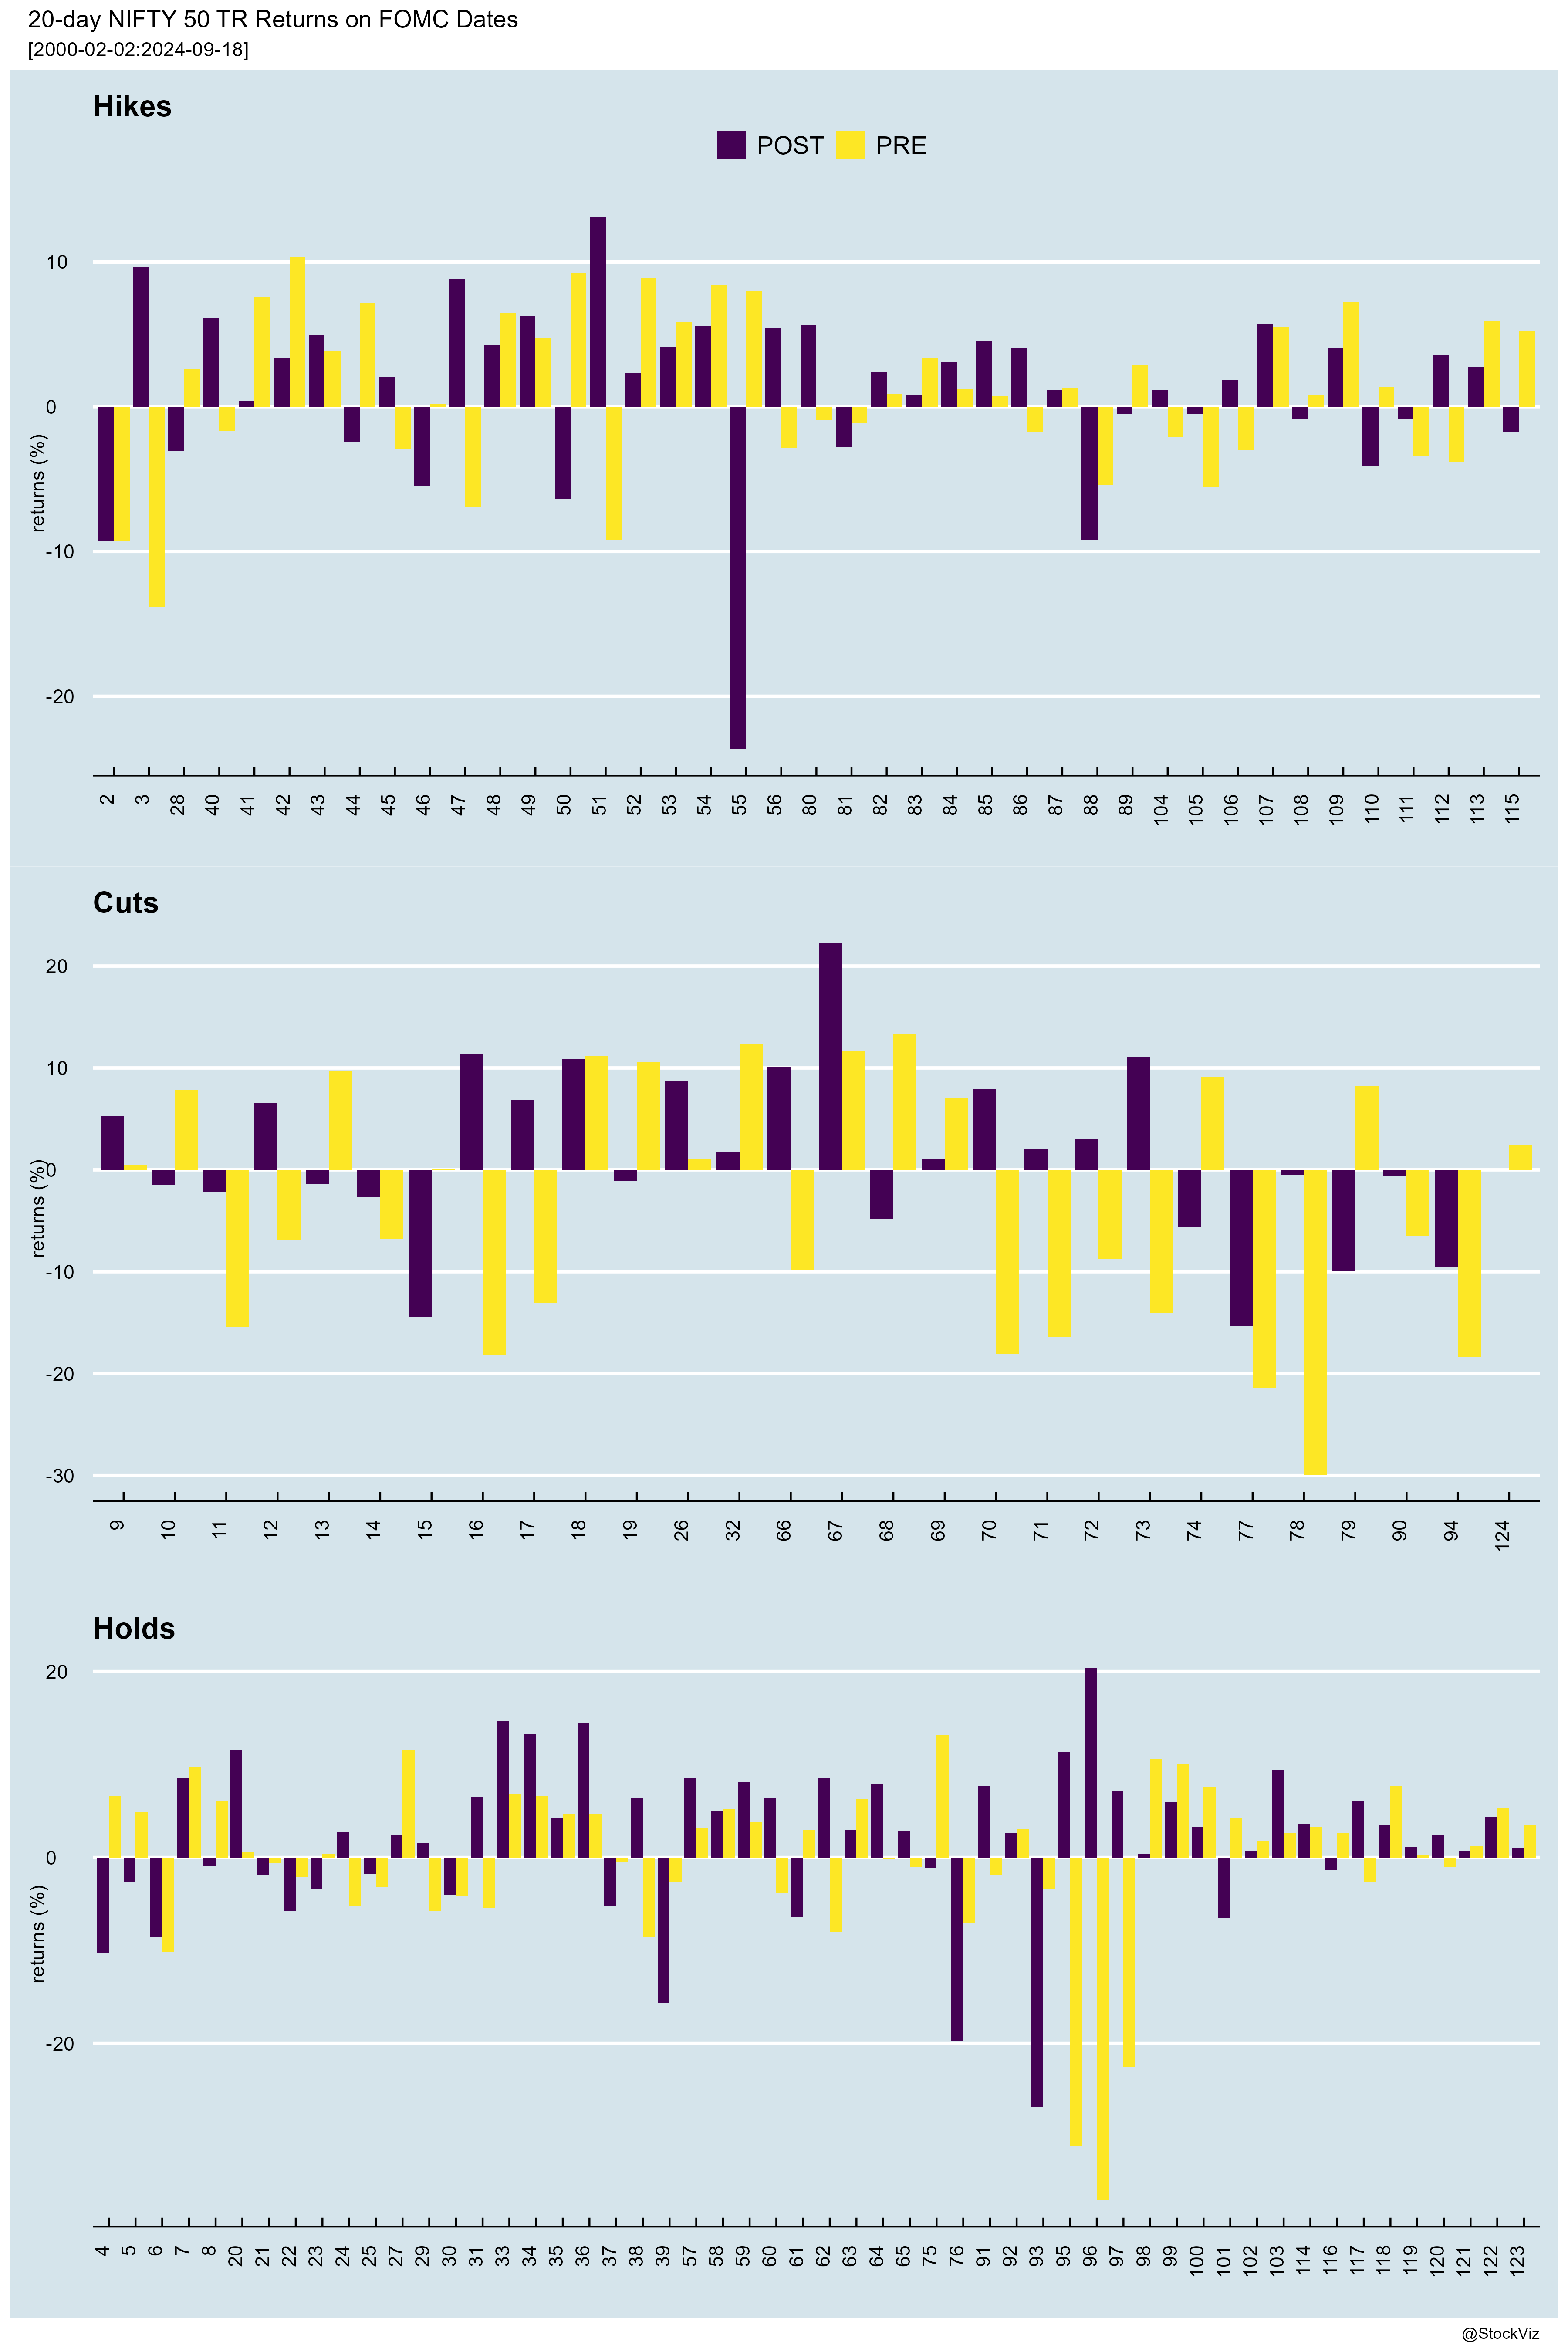 20-day NIFTY 50 TR Returns on FOMC Dates
[2000-02-02:2024-09-18]
Hikes
POST PRE
10
0
-10
-20
returns (%)
2 3 28 40 41 42 43 44 45 46 47 48 49 50 51 52 53 54 55 56 80 81 82 83 84 85 86 87 88 89 104 105 106 107 108 109 110 111 112 113 115
Cuts
20
10
0
-10
-20
-30
returns (%)
9 10 11 12 13 14 15 16 17 18 19 26 32 66 67 68 69 70 71 72 73 74 77 78 79 90 94 124
Holds
20
0
-20
returns (%)
4 5 6 7 8 20 21 22 23 24 25 27 29 30 31 33 34 35 36 37 38 39 57 58 59 60 61 62 63 64 65 75 76 91 92 93 95 96 97 98 99 100 101 102 103 114 116 117 118 119 120 121 122 123
@StockViz